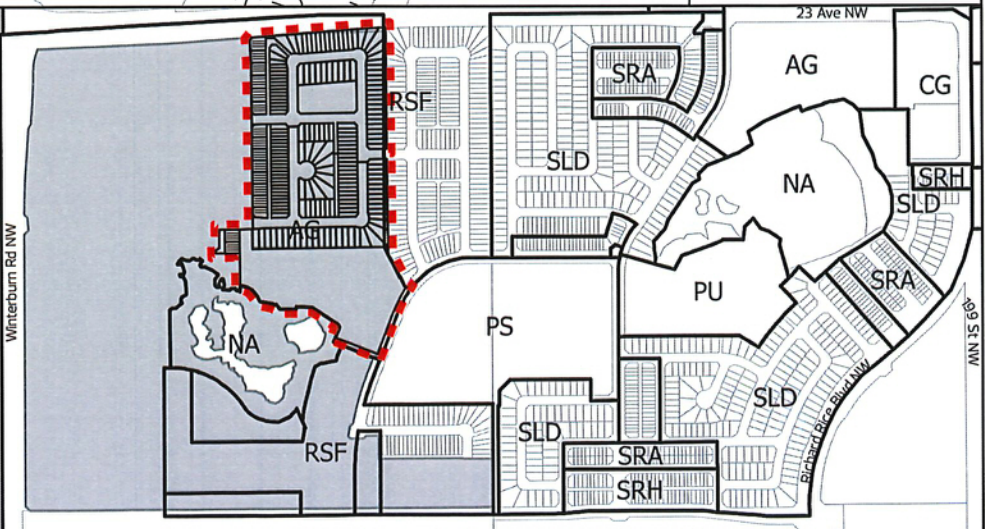 23 Ave NW
AG
CG
SRA
RSF
SLD
NA
SRH
SLD
AG
SRA
PU
Winterburn Rd NW
PS
199 St NW
NA
SLD
Richard Rice Blvd NW
SLD
RSF
SRA
SRH